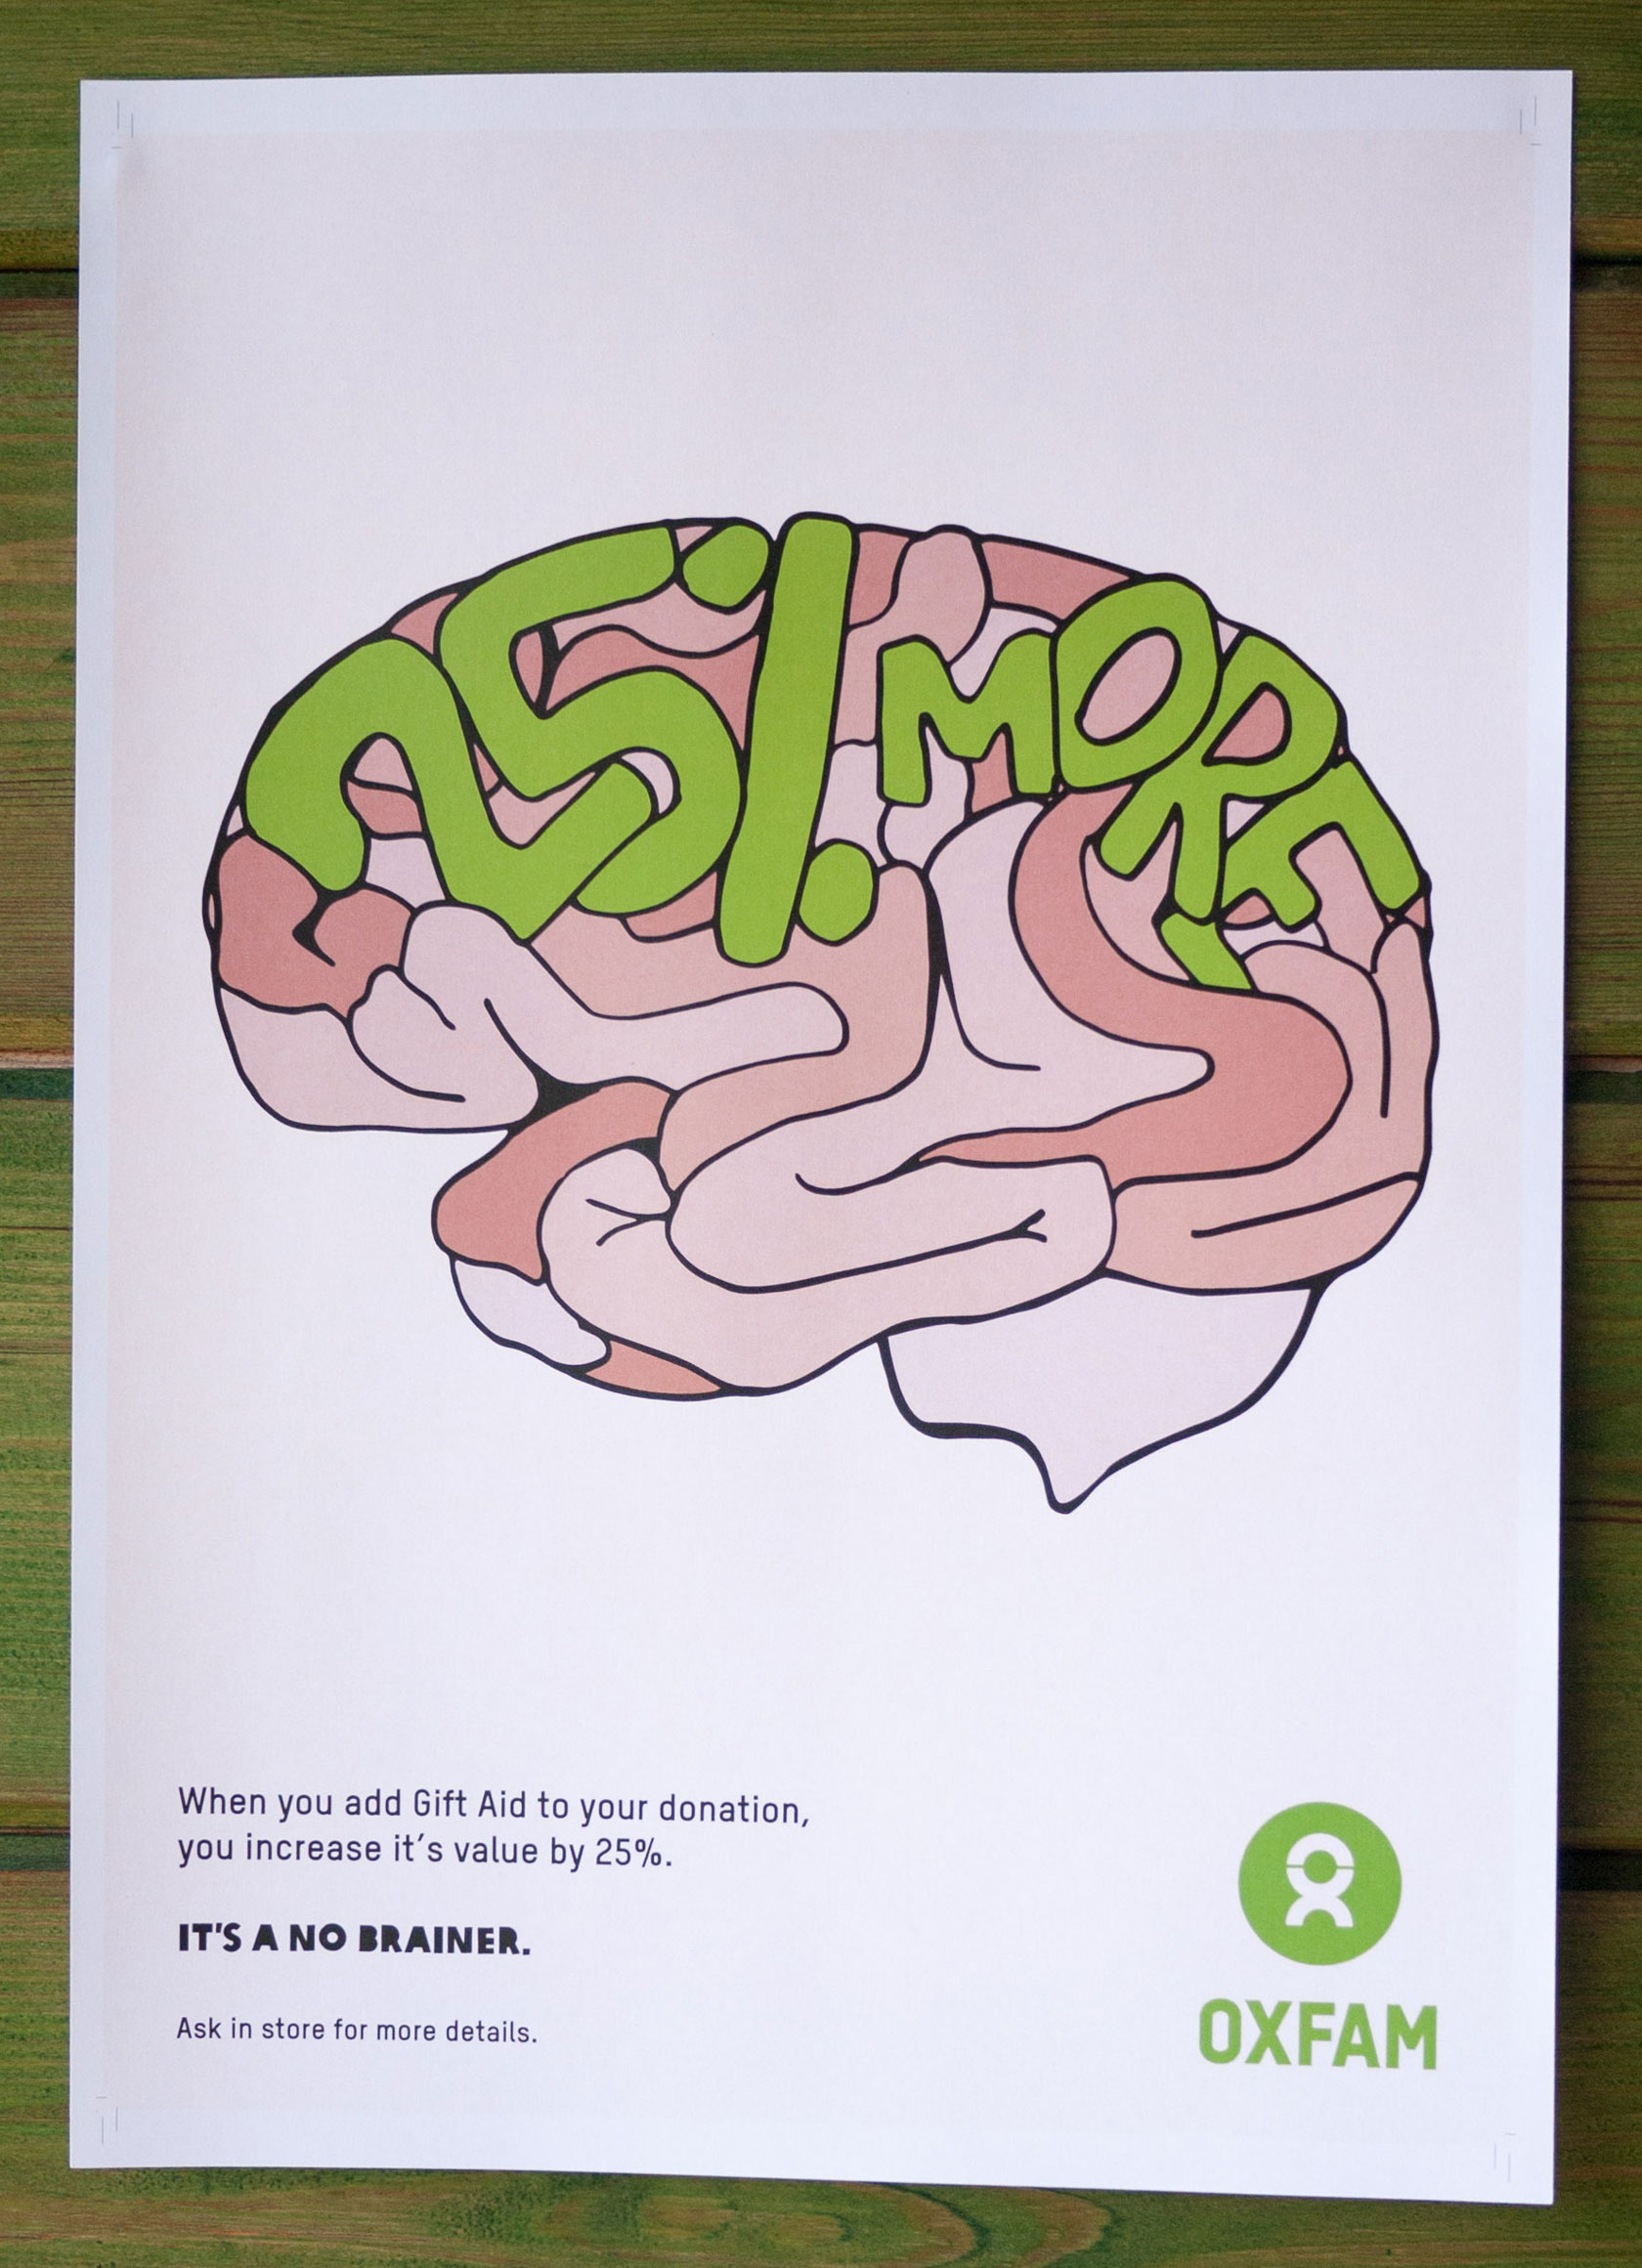 25% MORE
When you add Gift Aid to your donation,
you increase it's value by 25%.
IT'S A NO BRAINER.
Ask in store for more details.
OXFAM